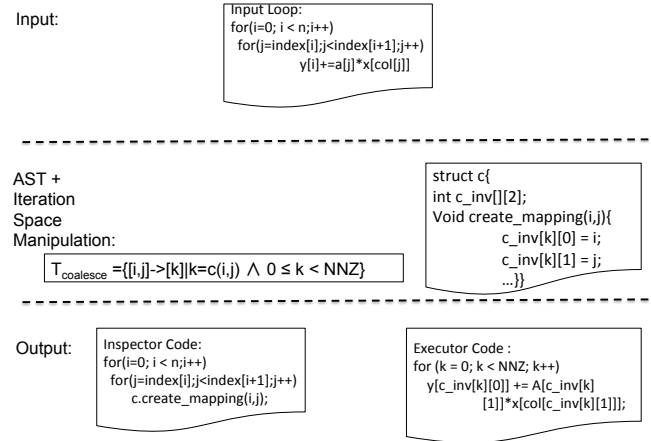 Input:
Input Loop:
for(i=0; i < n;i++)
for(j=index[i];j<index[i+1];j++)
y[i]+=a[j]*x[col[j]]
AST +
Iteration
Space
Manipulation:
T_coalesce ={[i,j]->[k]|k=c(i,j) ∧ 0 ≤ k < NNZ}
struct c{
int c_inv[][2];
Void create_mapping(i,j){
c_inv[k][0] = i;
c_inv[k][1] = j;
...}}
Output:
Inspector Code:
for(i=0; i < n;i++)
for(j=index[i];j<index[i+1];j++)
c.create_mapping(i,j);
Executor Code :
for (k = 0; k < NNZ; k++)
y[c_inv[k][0]] += A[c_inv[k]
[1]]*x[col[c_inv[k][1]]];